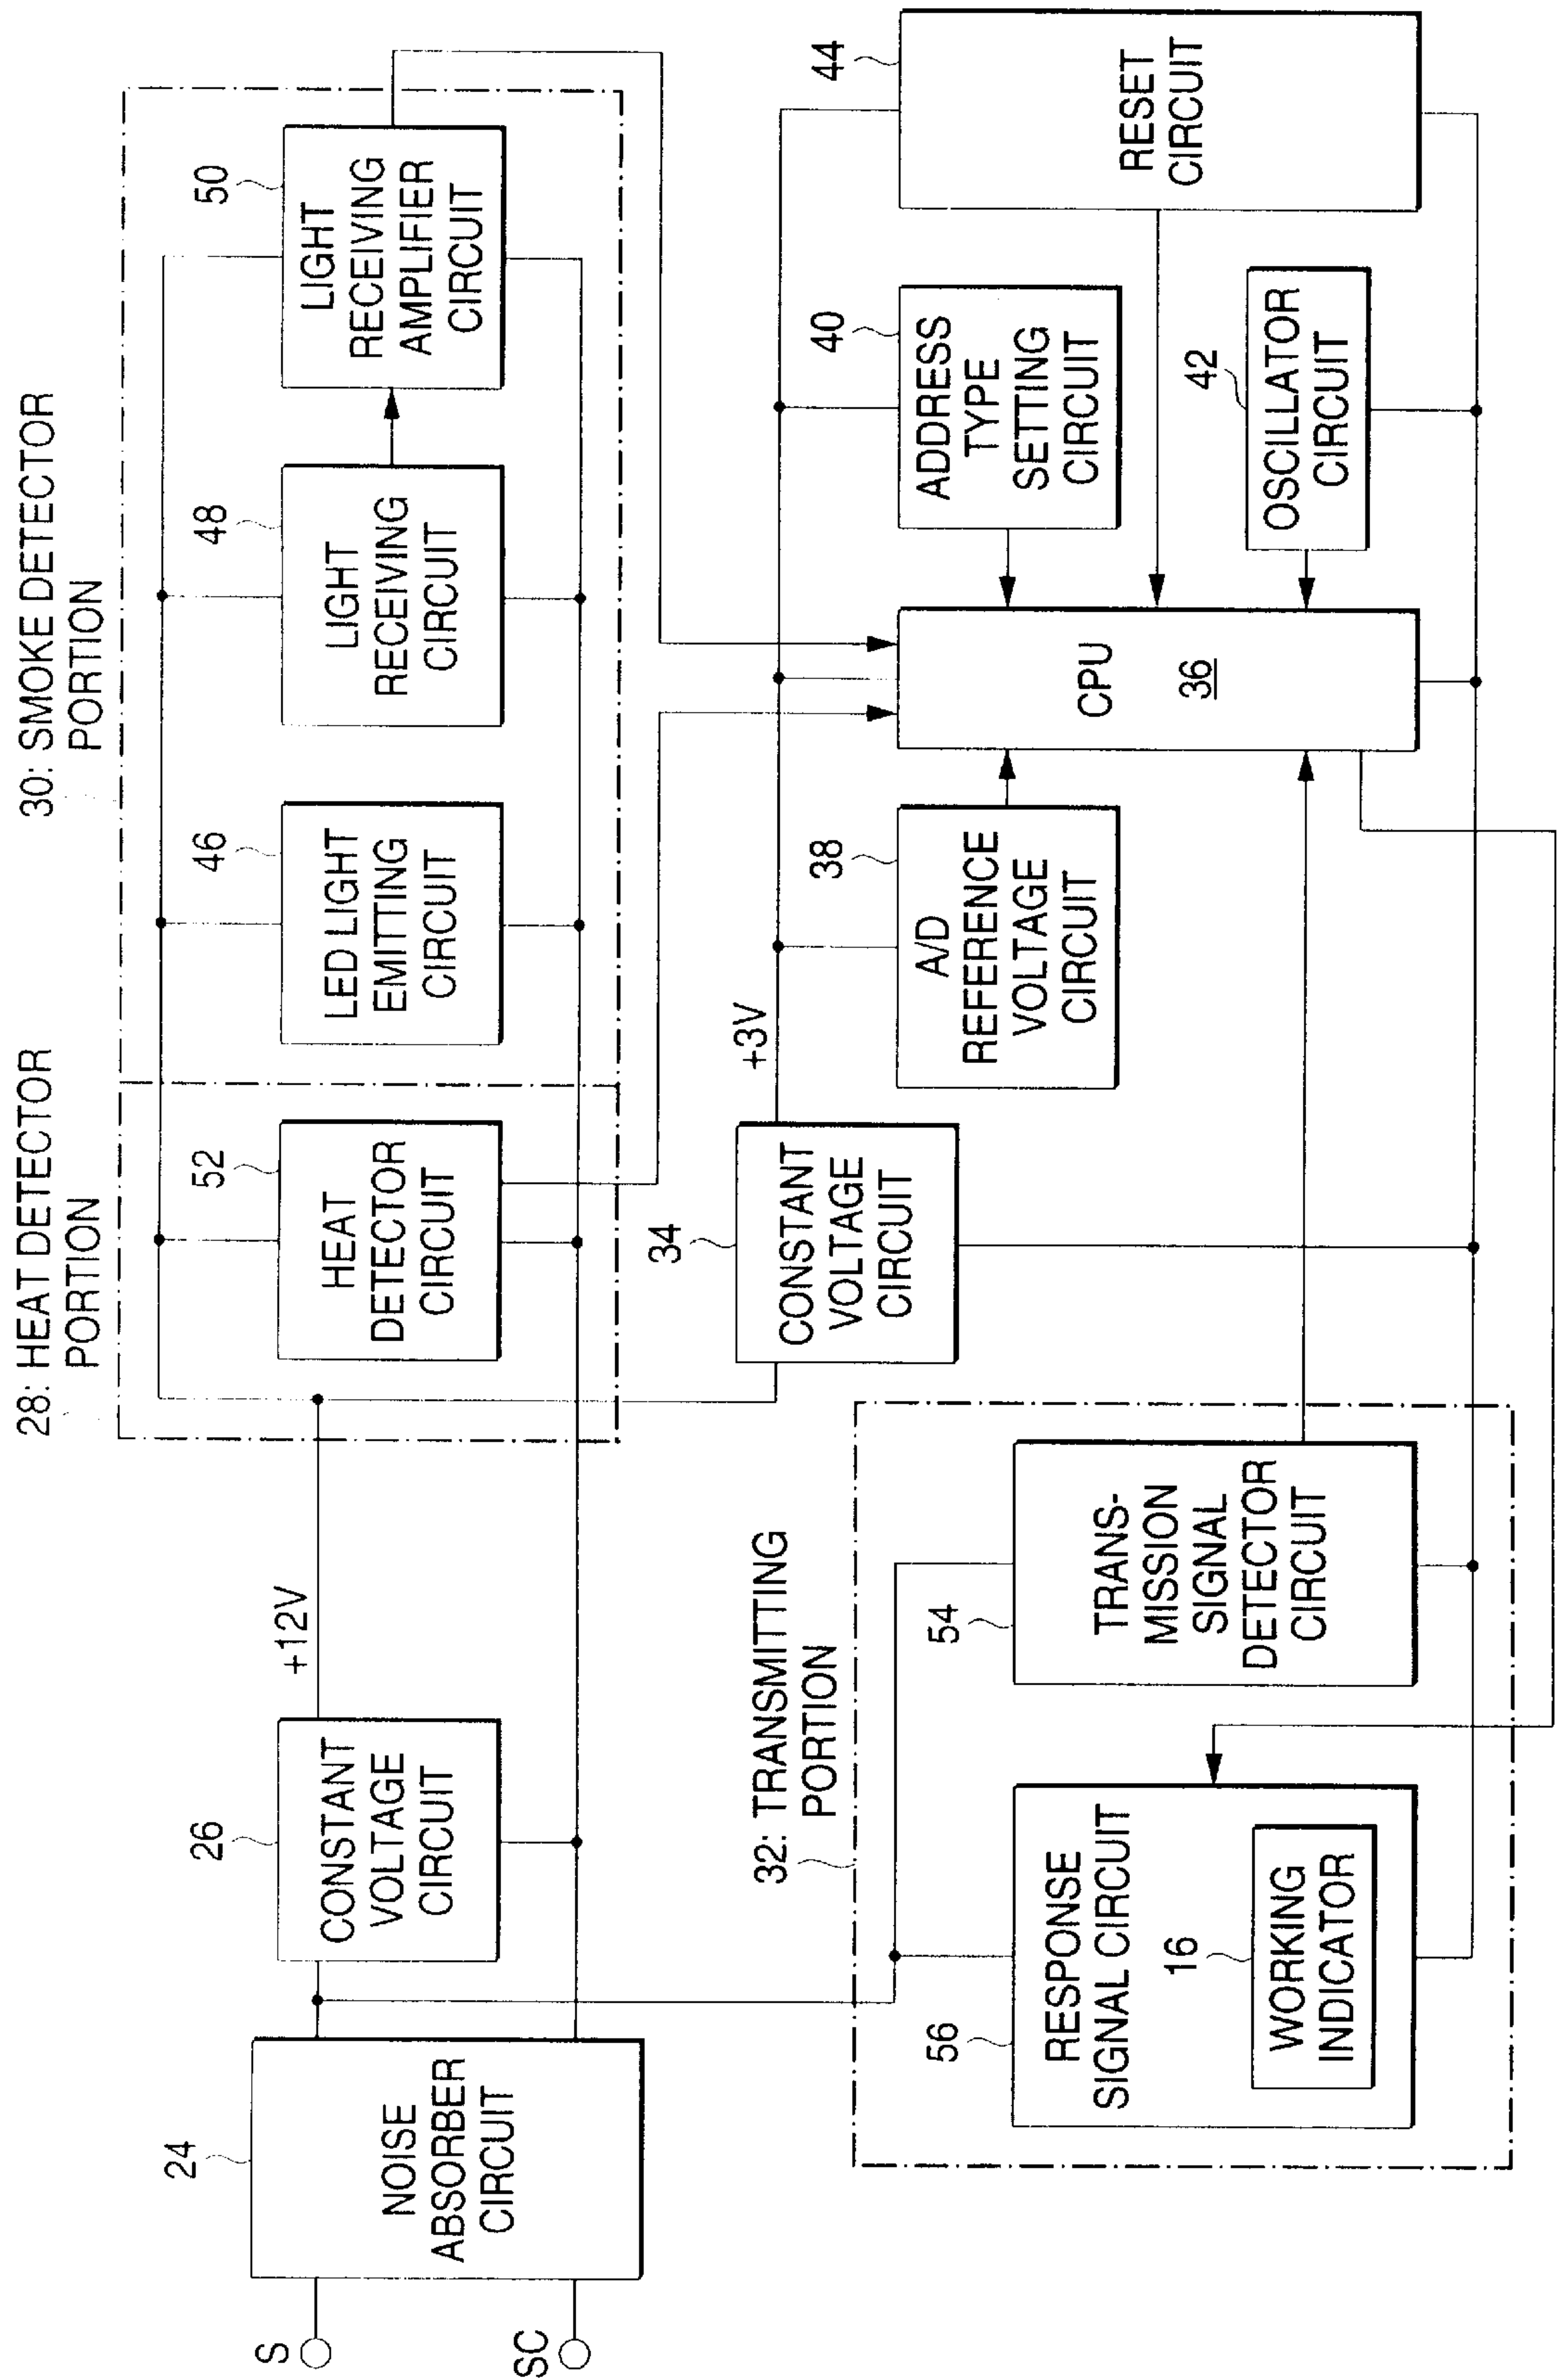 28: HEAT DETECTOR
PORTION
30: SMOKE DETECTOR
PORTION
S
SC
24
NOISE
ABSORBER
CIRCUIT
26
CONSTANT
VOLTAGE
CIRCUIT
+12V
52
HEAT
DETECTOR
CIRCUIT
46
LED LIGHT
EMITTING
CIRCUIT
48
LIGHT
RECEIVING
CIRCUIT
50
LIGHT
RECEIVING
AMPLIFIER
CIRCUIT
34
CONSTANT
VOLTAGE
CIRCUIT
+3V
38
A/D
REFERENCE
VOLTAGE
CIRCUIT
CPU
36
40
ADDRESS
TYPE
SETTING
CIRCUIT
42
OSCILLATOR
CIRCUIT
44
RESET
CIRCUIT
32: TRANSMITTING
PORTION
56
RESPONSE
SIGNAL CIRCUIT
16
WORKING
INDICATOR
54
TRANS-
MISSION
SIGNAL
DETECTOR
CIRCUIT